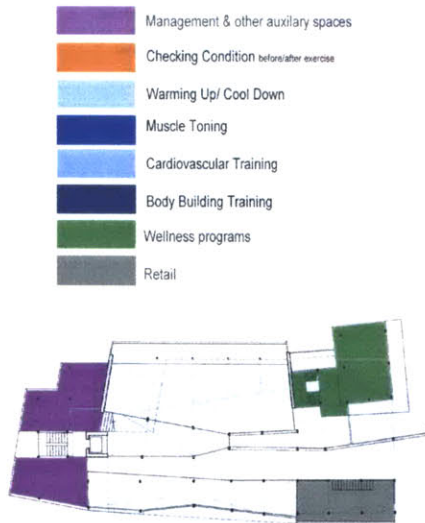 Management & other auxilary spaces
Checking Condition before/after exercise
Warming Up/ Cool Down
Muscle Toning
Cardiovascular Training
Body Building Training
Wellness programs
Retail